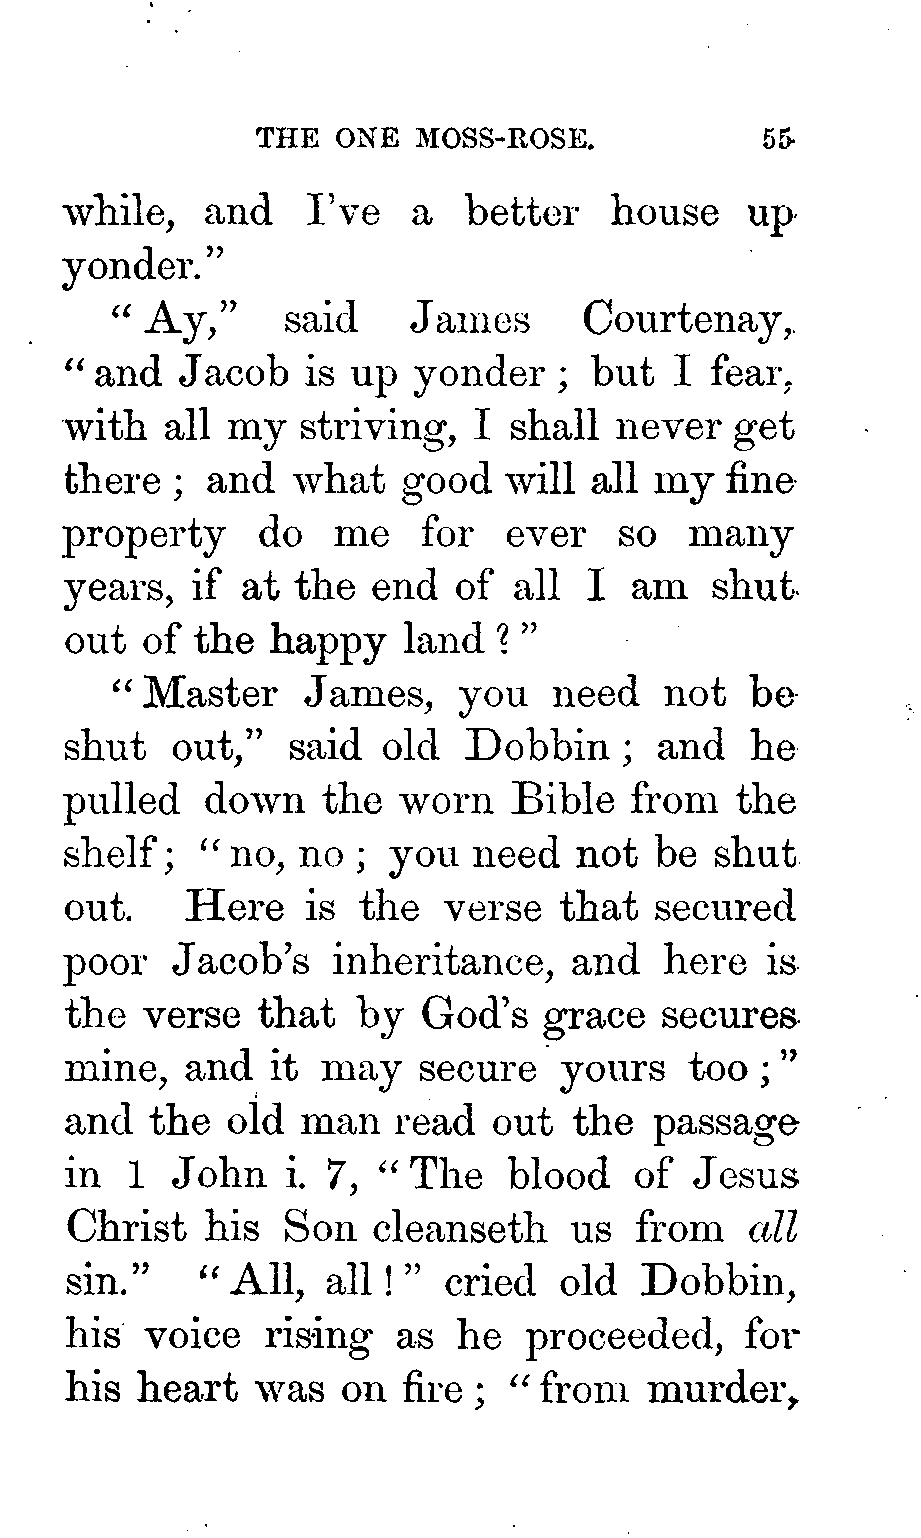 THE ONE MOSS-ROSE. 55
while, and I've a better house up
yonder."
"Ay," said James Courtenay,
"and Jacob is up yonder; but I fear,
with all my striving, I shall never get
there; and what good will all my fine
property do me for ever so many
years, if at the end of all I am shut
out of the happy land?"
"Master James, you need not be
shut out," said old Dobbin; and he
pulled down the worn Bible from the
shelf; "no, no; you need not be shut
out. Here is the verse that secured
poor Jacob's inheritance, and here is
the verse that by God's grace secures
mine, and it may secure yours too;"
and the old man read out the passage
in 1 John i. 7, "The blood of Jesus
Christ his Son cleanseth us from all
sin." "All, all!" cried old Dobbin,
his voice rising as he proceeded, for
his heart was on fire; "from murder,